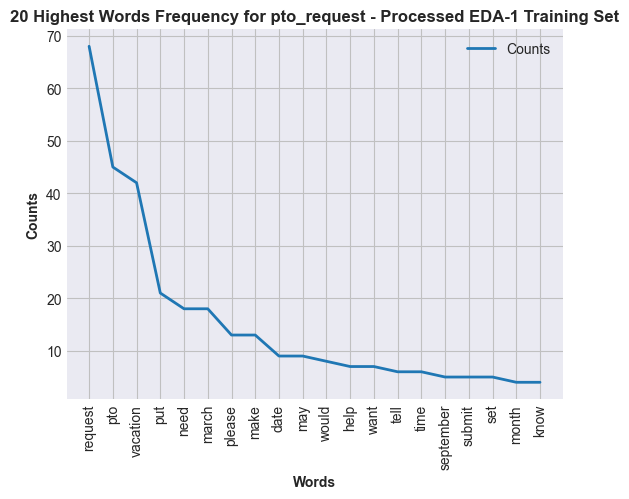 20 Highest Words Frequency for pto_request - Processed EDA-1 Training Set
Counts
70
60
50
40
30
20
10
Counts
request
pto
vacation
put
need
march
please
make
date
may
would
help
want
tell
time
september
submit
set
month
know
Words